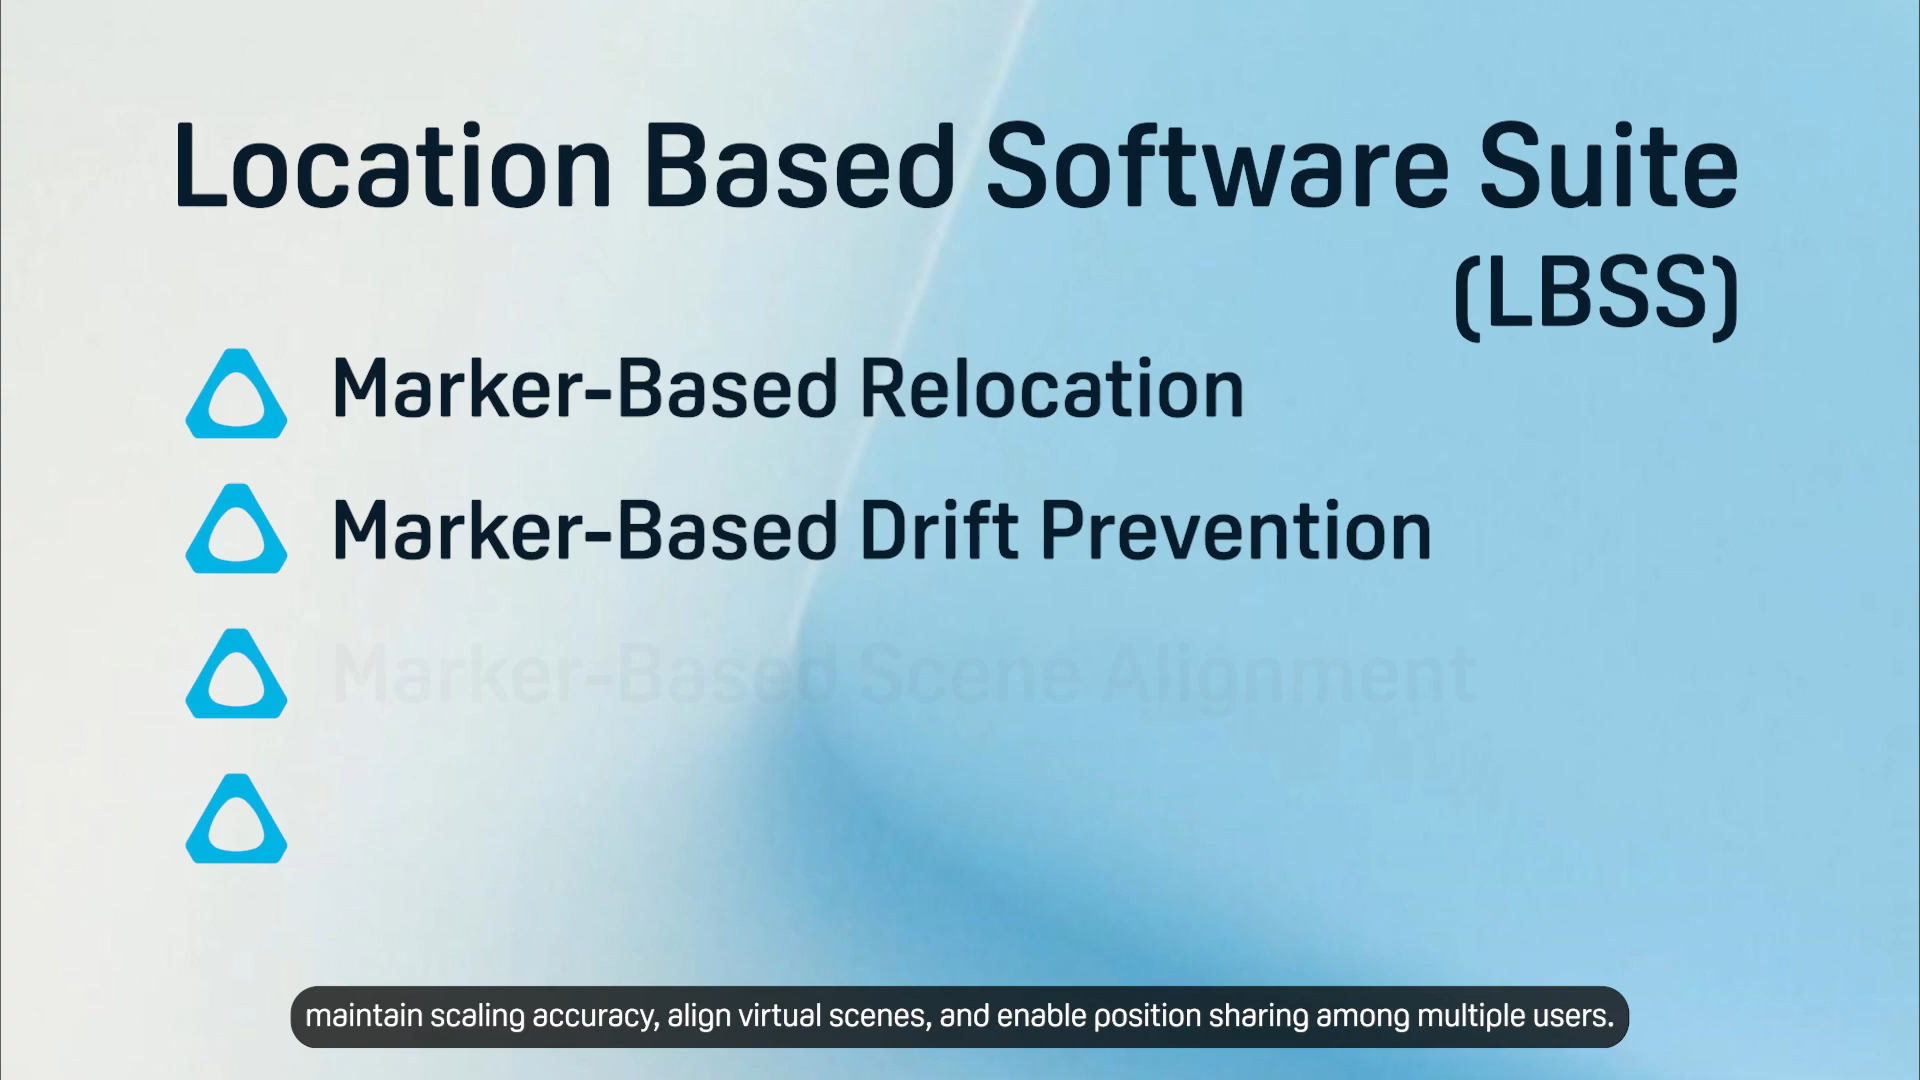 Location Based Software Suite
(LBSS)
Marker-Based Relocation
Marker-Based Drift Prevention
Marker-Based Scene Alignment
maintain scaling accuracy, align virtual scenes, and enable position sharing among multiple users.